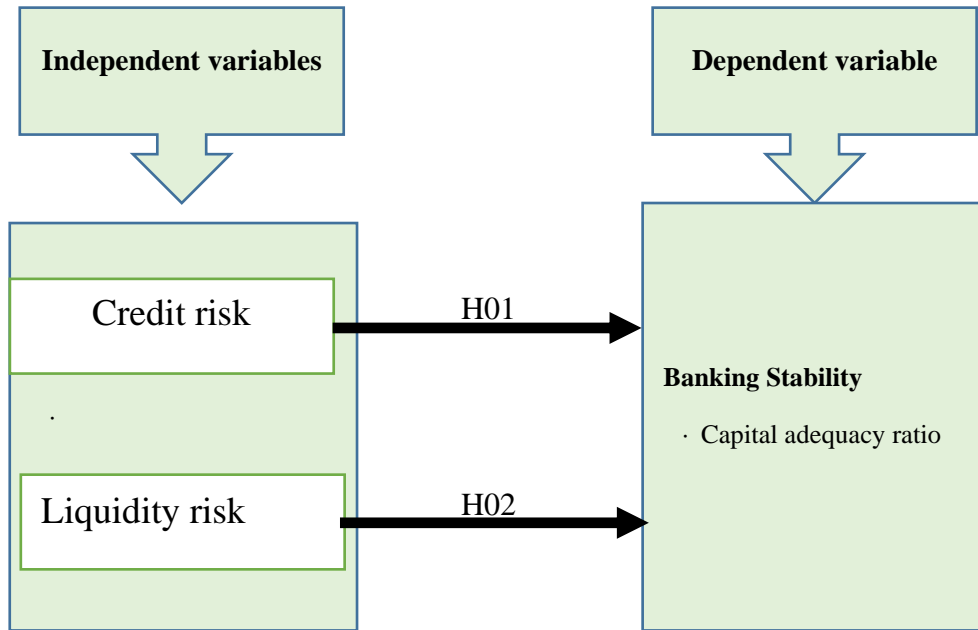 Independent variables
Dependent variable
Credit risk
H01
Banking Stability
·
· Capital adequacy ratio
Liquidity risk
H02